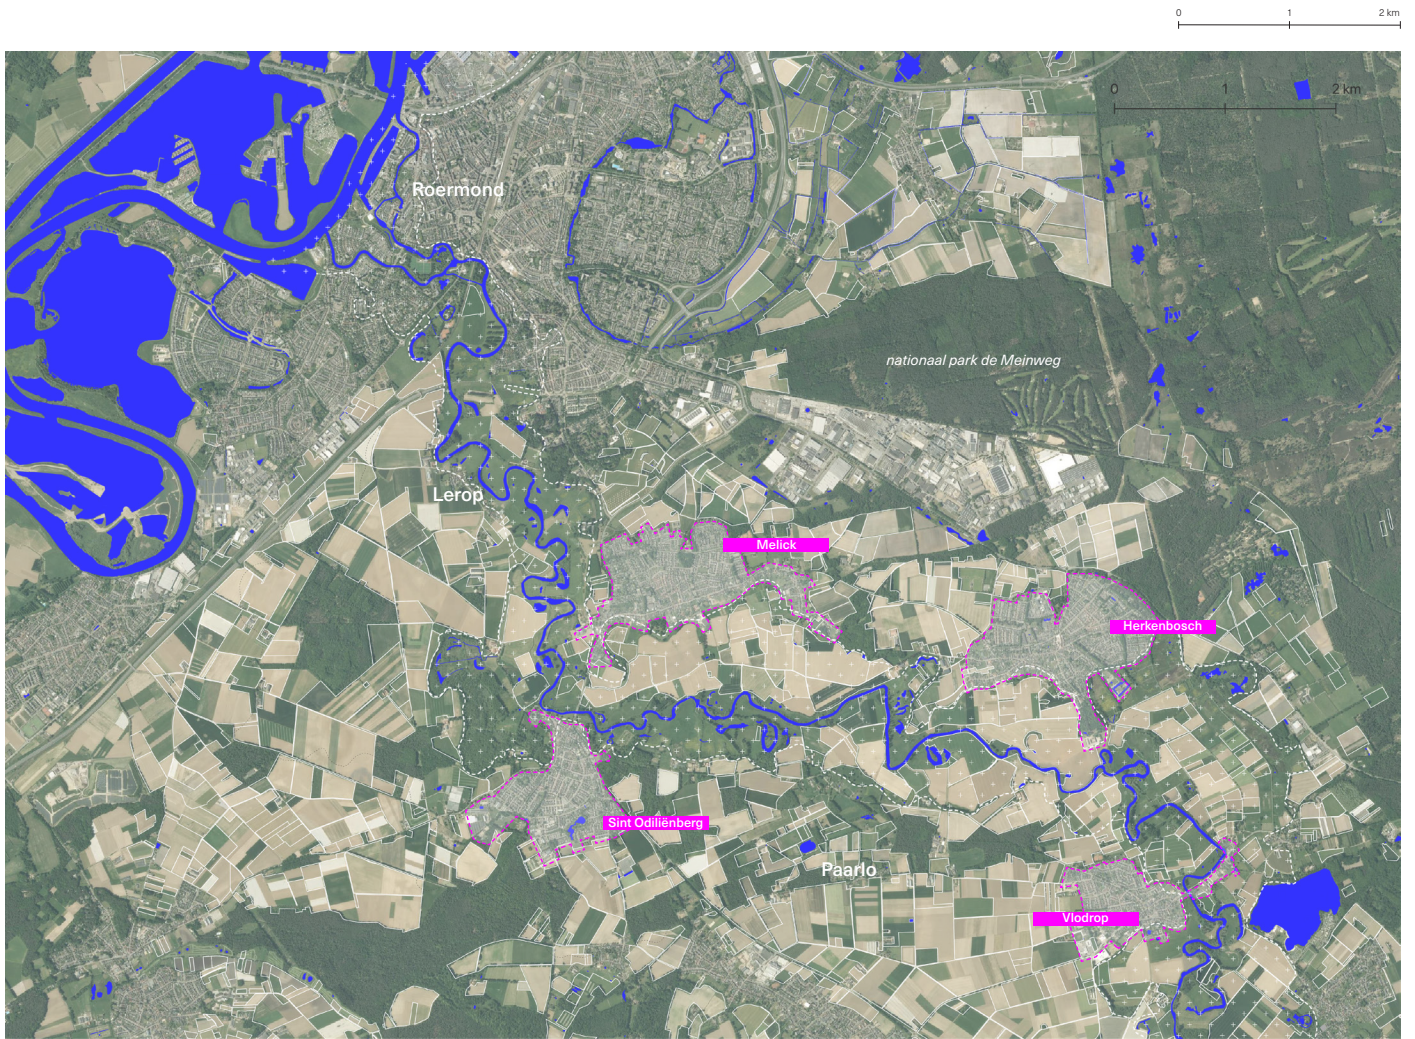 0 1 2 km
0 1 2 km
Roermond
nationaal park de Meinweg
Lerop
Melick
Herkenbosch
Sint Odiliënberg
Paarlo
Vlodrop